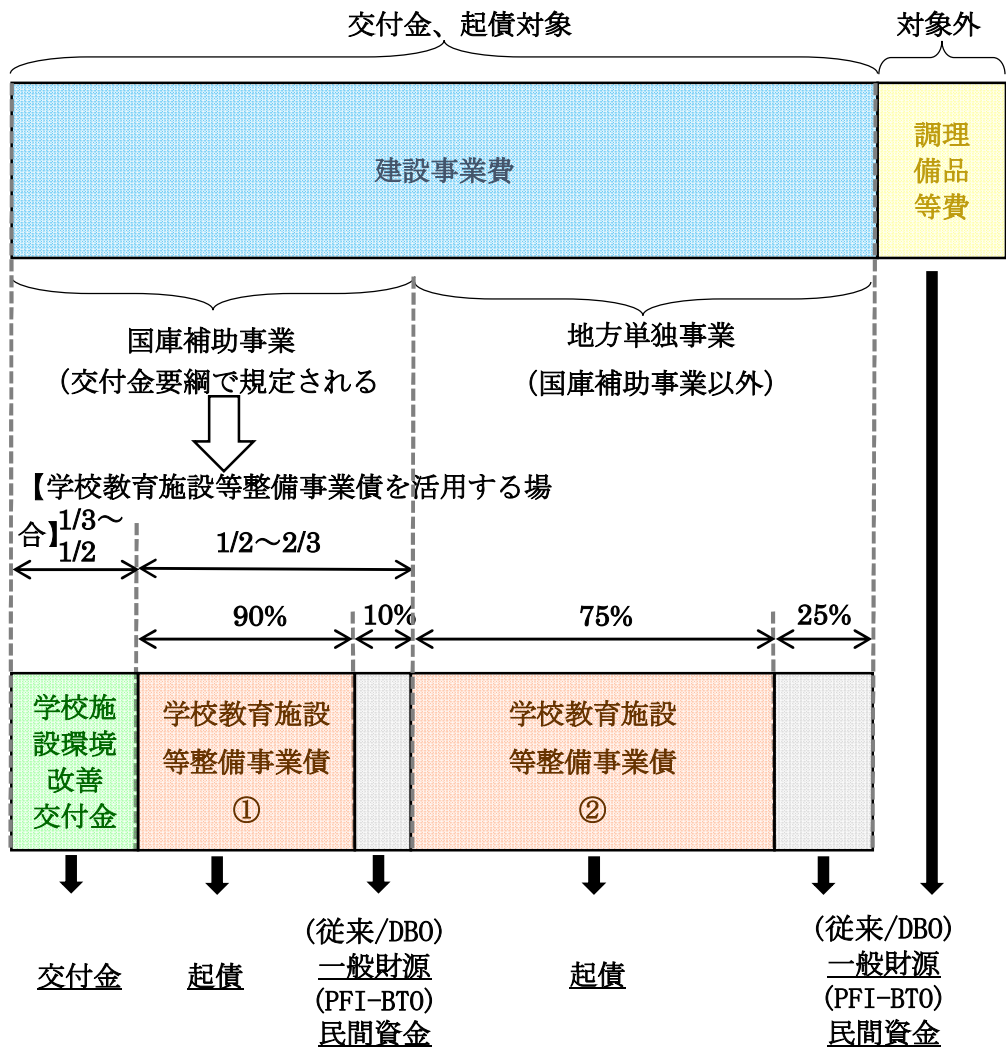 交付金、起債対象
対象外
建設事業費
調理
備品
等費
国庫補助事業
(交付金要綱で規定される
地方単独事業
(国庫補助事業以外)
【学校教育施設等整備事業債を活用する場
合】
1/3～
1/2
1/2～2/3
90%
10%
75%
25%
学校施
設環境
改善
交付金
学校教育施設
等整備事業債
①
学校教育施設
等整備事業債
②
交付金
起債
(従来/DBO)
一般財源
(PFI-BTO)
民間資金
起債
(従来/DBO)
一般財源
(PFI-BTO)
民間資金